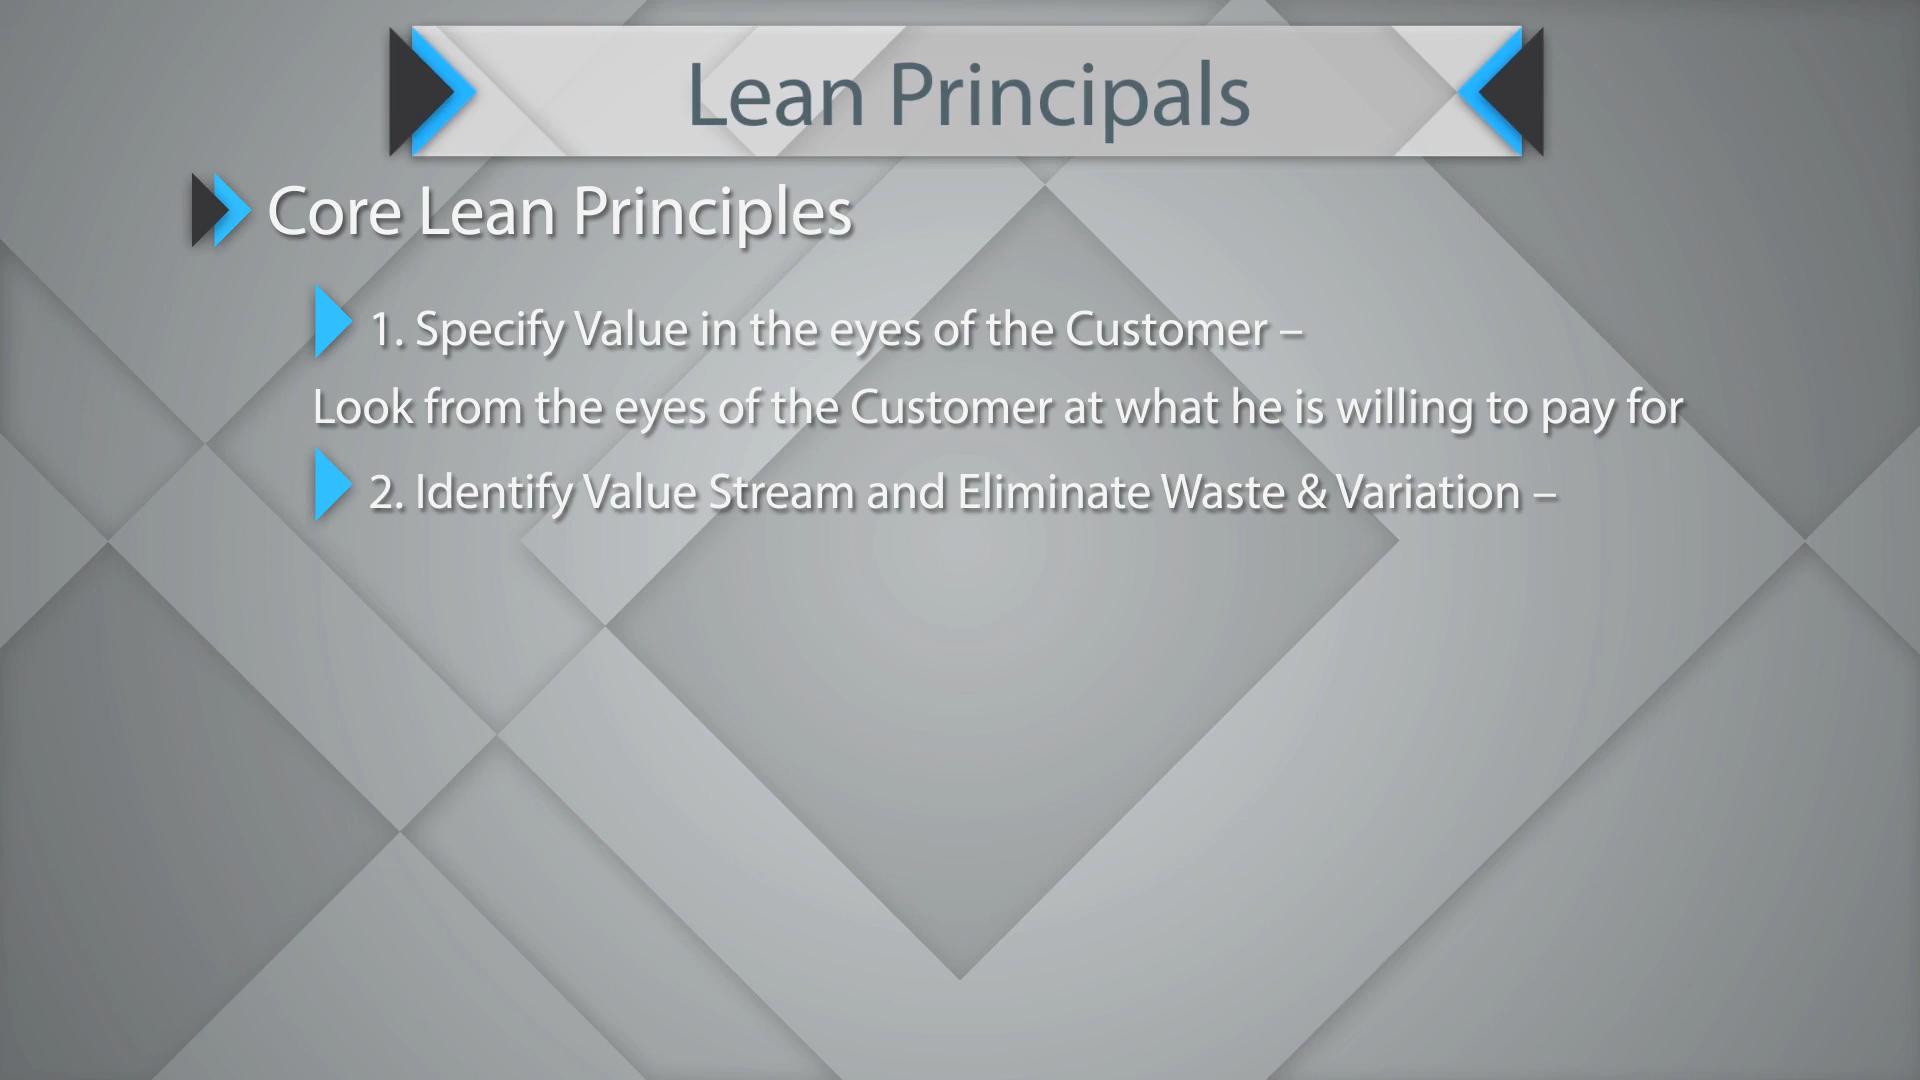 Lean Principals
Core Lean Principles
1. Specify Value in the eyes of the Customer –
Look from the eyes of the Customer at what he is willing to pay for
2. Identify Value Stream and Eliminate Waste & Variation –